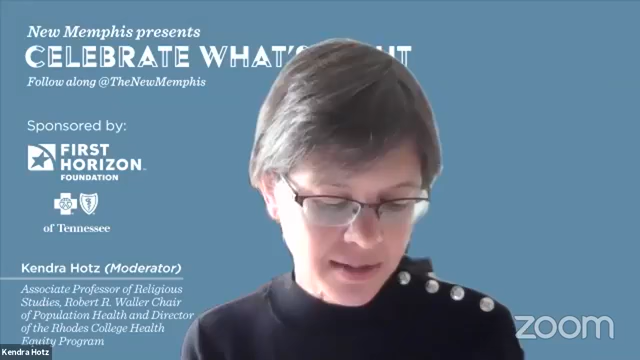 New Memphis presents
CELEBRATE WHAT'S
Follow along @TheNewMemphis
Sponsored by:
FIRST
HORIZON
FOUNDATION
of Tennessee
Kendra Hotz (Moderator)
Associate Professor of Religious
Studies, Robert R. Waller Chair
of Population Health and Director
of the Rhodes College Health
Equity Program
Kendra Hotz
zoom